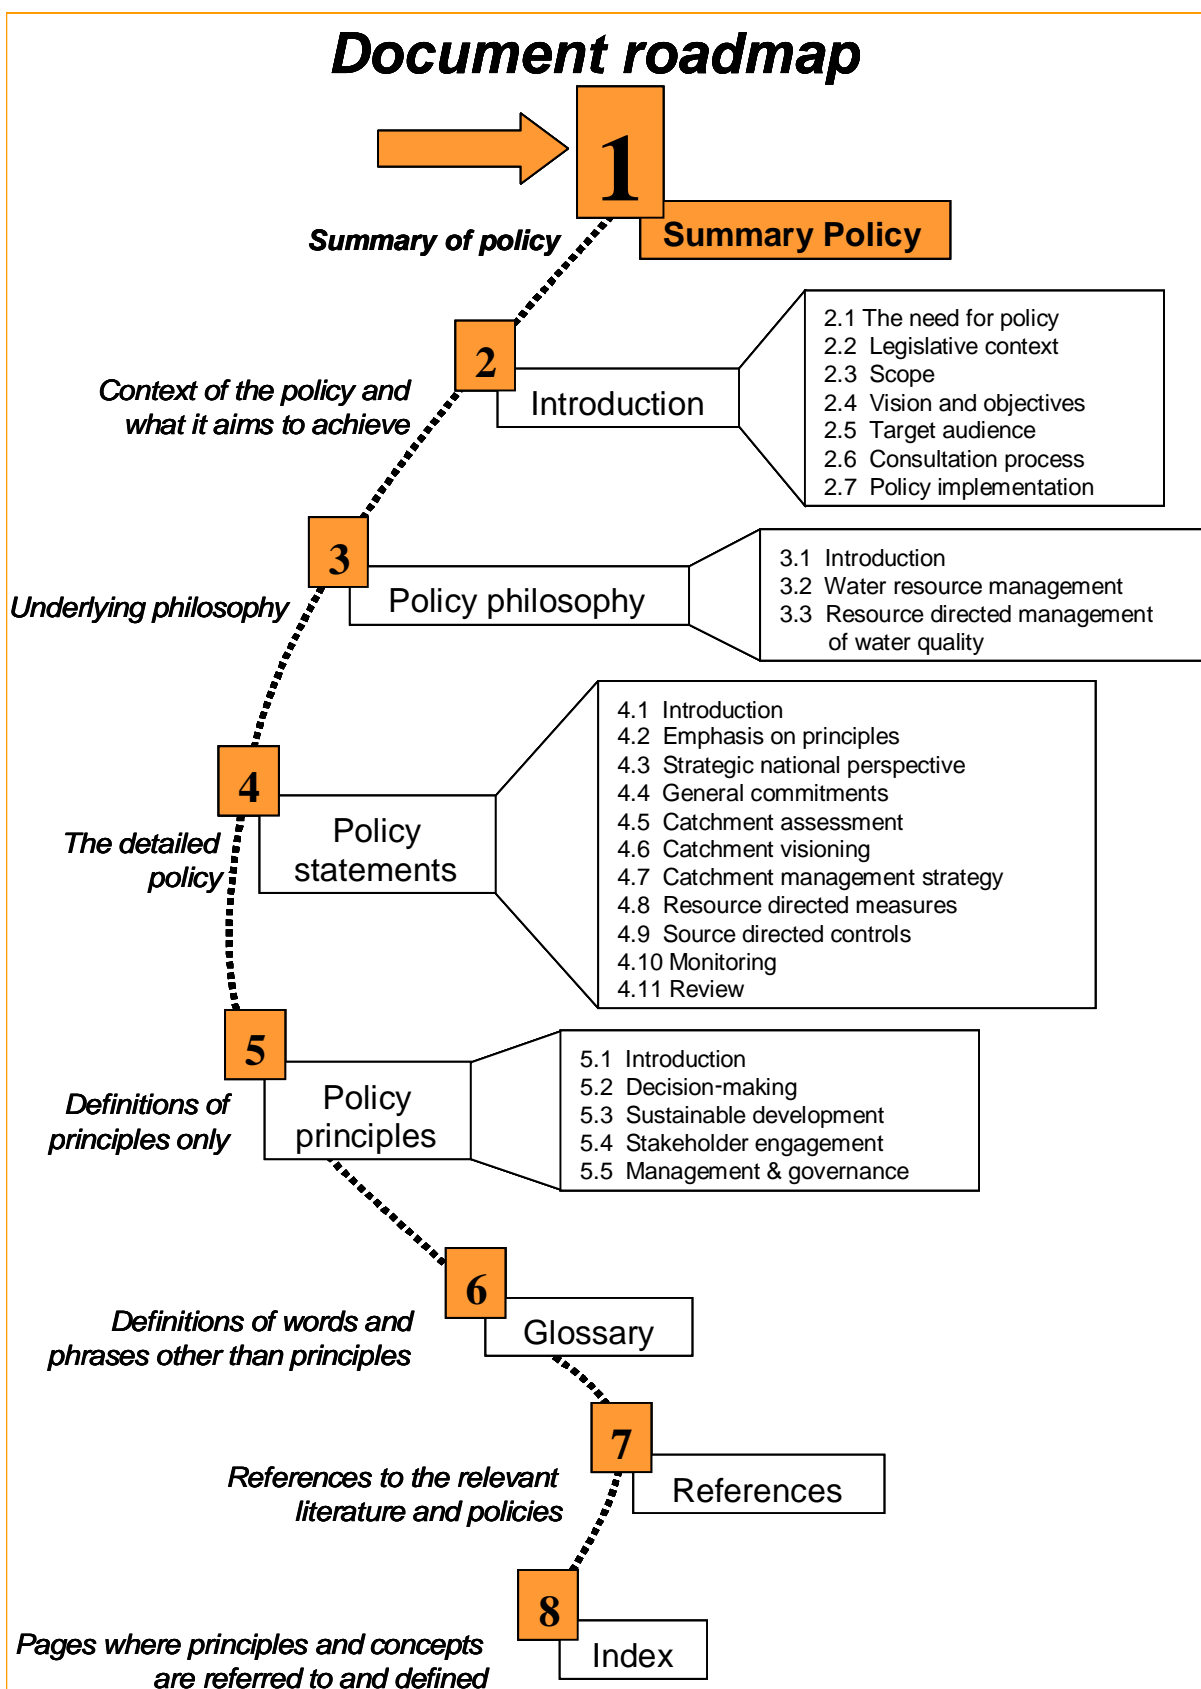 Document roadmap
1
Summary Policy
Summary of policy
2
Introduction
Context of the policy and
what it aims to achieve
2.1 The need for policy
2.2 Legislative context
2.3 Scope
2.4 Vision and objectives
2.5 Target audience
2.6 Consultation process
2.7 Policy implementation
3
Policy philosophy
Underlying philosophy
3.1 Introduction
3.2 Water resource management
3.3 Resource directed management
of water quality
4
Policy
statements
The detailed
policy
4.1 Introduction
4.2 Emphasis on principles
4.3 Strategic national perspective
4.4 General commitments
4.5 Catchment assessment
4.6 Catchment visioning
4.7 Catchment management strategy
4.8 Resource directed measures
4.9 Source directed controls
4.10 Monitoring
4.11 Review
5
Policy
principles
Definitions of
principles only
5.1 Introduction
5.2 Decision-making
5.3 Sustainable development
5.4 Stakeholder engagement
5.5 Management & governance
6
Glossary
Definitions of words and
phrases other than principles
7
References
References to the relevant
literature and policies
8
Index
Pages where principles and concepts
are referred to and defined